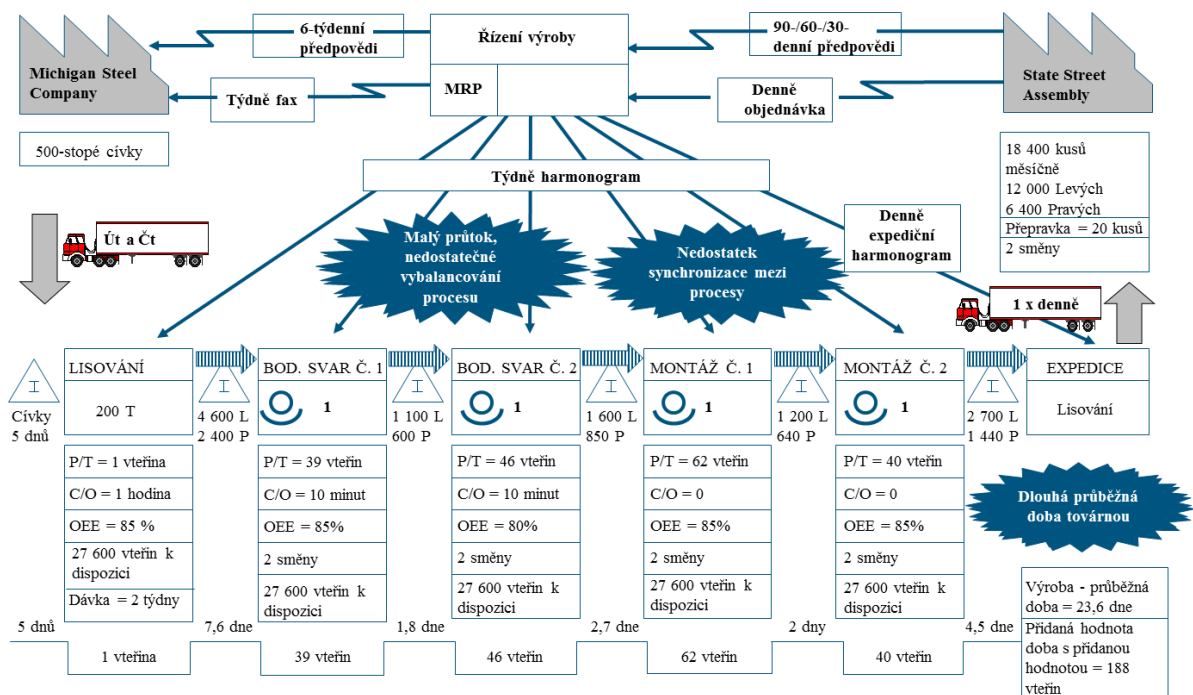 6-týdenní
předpovědi
Řízení výroby
90-/60-/30-
denní předpovědi
Michigan Steel
Company
State Street
Assembly
Týdně fax
MRP
Denně
objednávka
500-stopé cívky
18 400 kusů
měsíčně
12 000 Levých
6 400 Pravých
Přepravka = 20 kusů
2 směny
Týdně harmonogram
Út a Čt
Malý průtok,
nedostatečné
vybalancování
procesu
Nedostatek
synchronizace mezi
procesy
Denně
expediční
harmonogram
1 x denně
I
Cívky
5 dnů
LISOVÁNÍ
200 T
I
4 600 L
2 400 P
BOD. SVAR Č. 1
1
I
1 100 L
600 P
BOD. SVAR Č. 2
1
I
1 600 L
850 P
MONTÁŽ Č. 1
1
I
1 200 L
640 P
MONTÁŽ Č. 2
1
I
2 700 L
1 440 P
EXPEDICE
Lisování
P/T = 1 vteřina
C/O = 1 hodina
OEE = 85 %
27 600 vteřin k
dispozici
Dávka = 2 týdny
P/T = 39 vteřin
C/O = 10 minut
OEE = 85%
2 směny
27 600 vteřin k
dispozici
P/T = 46 vteřin
C/O = 10 minut
OEE = 80%
2 směny
27 600 vteřin k
dispozici
P/T = 62 vteřin
C/O = 0
OEE = 85%
2 směny
27 600 vteřin k
dispozici
P/T = 40 vteřin
C/O = 0
OEE = 85%
2 směny
27 600 vteřin k
dispozici
Dlouhá průběžná
doba továrnou
5 dnů
7,6 dne
1,8 dne
2,7 dne
2 dny
4,5 dne
1 vteřina
39 vteřin
46 vteřin
62 vteřin
40 vteřin
Výroba - průběžná
doba = 23,6 dne
Přidaná hodnota
doba s přidanou
hodnotou = 188
vteřin